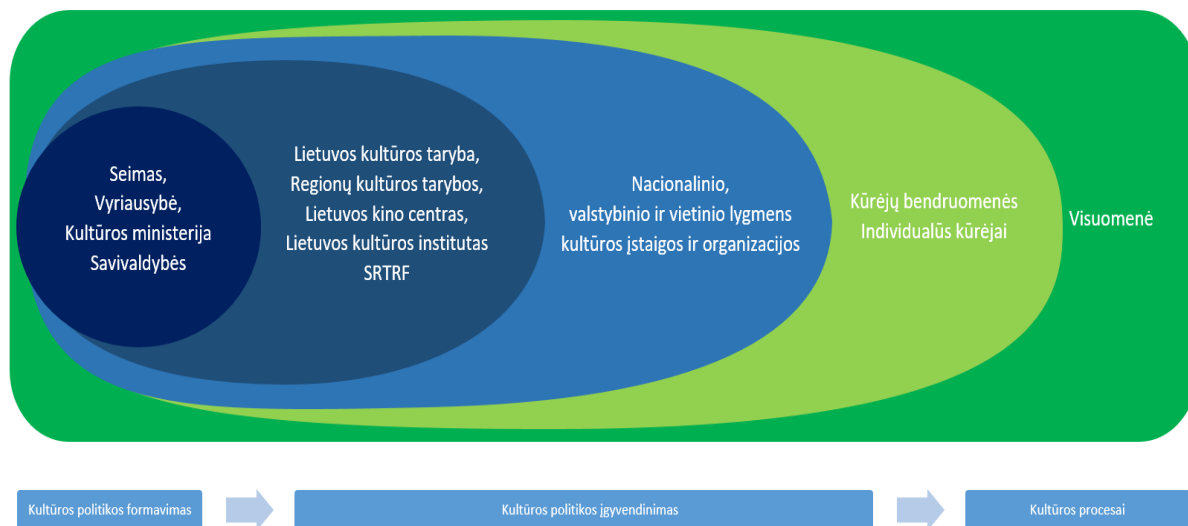 Seimas,
Vyriausybė,
Kultūros ministerija
Savivaldybės
Lietuvos kultūros taryba,
Regionų kultūros tarybos,
Lietuvos kino centras,
Lietuvos kultūros institutas
SRTRF
Nacionalinio,
valstybinio ir vietinio lygmens
kultūros įstaigos ir organizacijos
Kūrėjų bendruomenės
Individualūs kūrėjai
Visuomenė
Kultūros politikos formavimas
Kultūros politikos įgyvendinimas
Kultūros procesai